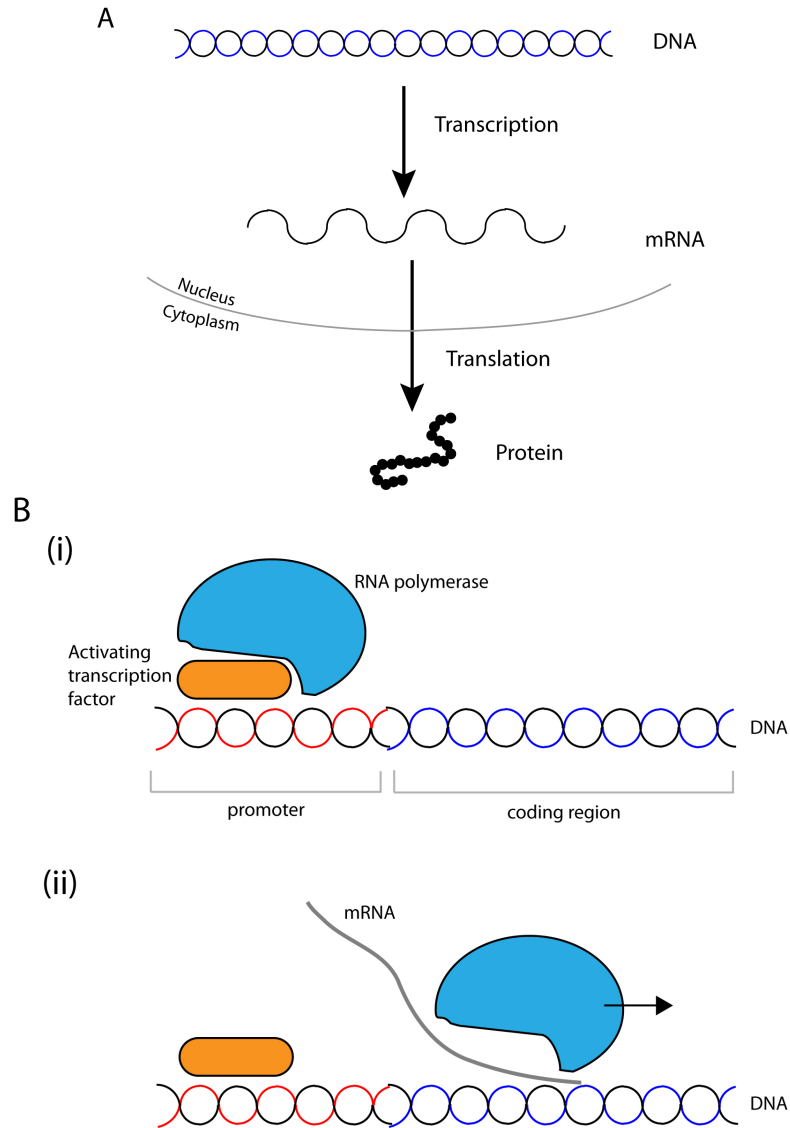 A
DNA
Transcription
mRNA
Nucleus
Cytoplasm
Translation
Protein
B
(i)
RNA polymerase
Activating
transcription
factor
DNA
promoter
coding region
(ii)
mRNA
DNA